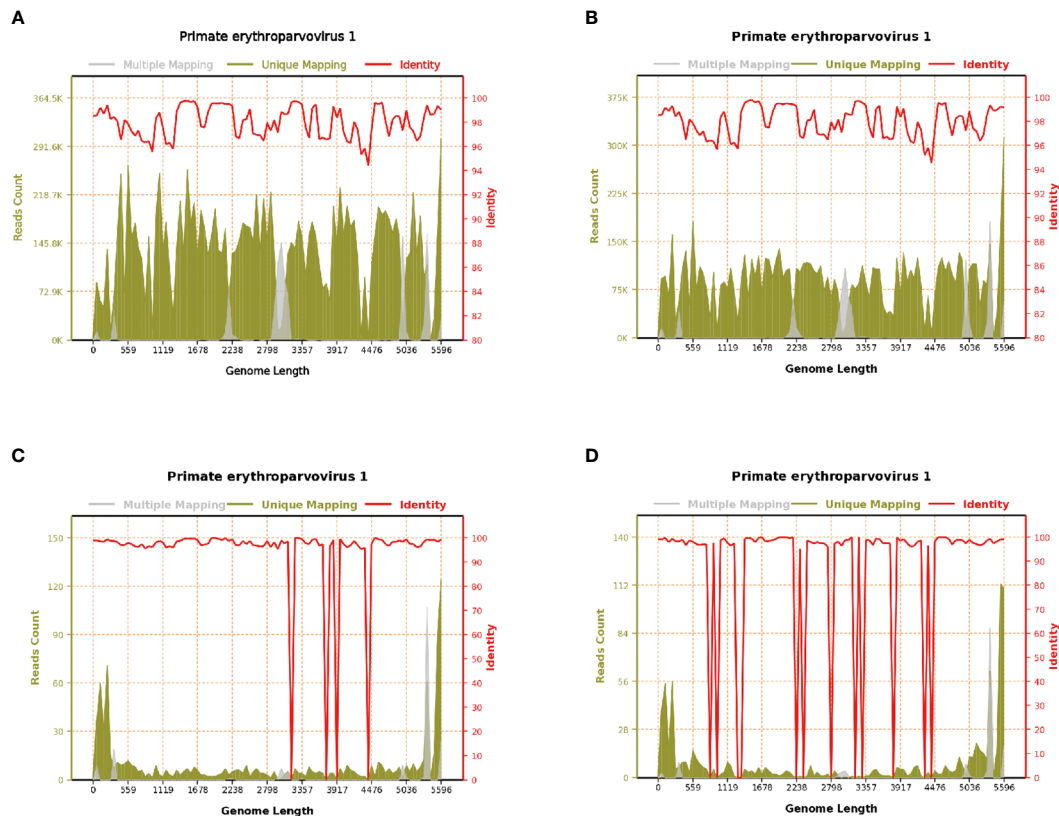 A
Primate erythroparvovirus 1
Multiple Mapping Unique Mapping Identity
364.5K
291.6K
218.7K
145.8K
72.9K
0K
Reads Count
100
98
96
94
92
90
88
86
84
82
80
Identity
0 559 1119 1678 2238 2798 3357 3917 4476 5036 5596
Genome Length
B
Primate erythroparvovirus 1
Multiple Mapping Unique Mapping Identity
375K
300K
225K
150K
75K
0K
Reads Count
100
98
96
94
92
90
88
86
84
82
80
Identity
0 559 1119 1678 2238 2798 3357 3917 4476 5036 5596
Genome Length
C
Primate erythroparvovirus 1
Multiple Mapping Unique Mapping Identity
150
120
90
60
30
0
Reads Count
100
90
80
70
60
50
40
30
20
10
0
Identity
0 559 1119 1678 2238 2798 3357 3917 4476 5036 5596
Genome Length
D
Primate erythroparvovirus 1
Multiple Mapping Unique Mapping Identity
140
112
84
56
28
0
Reads Count
100
90
80
70
60
50
40
30
20
10
0
Identity
0 559 1119 1678 2238 2798 3357 3917 4476 5036 5596
Genome Length